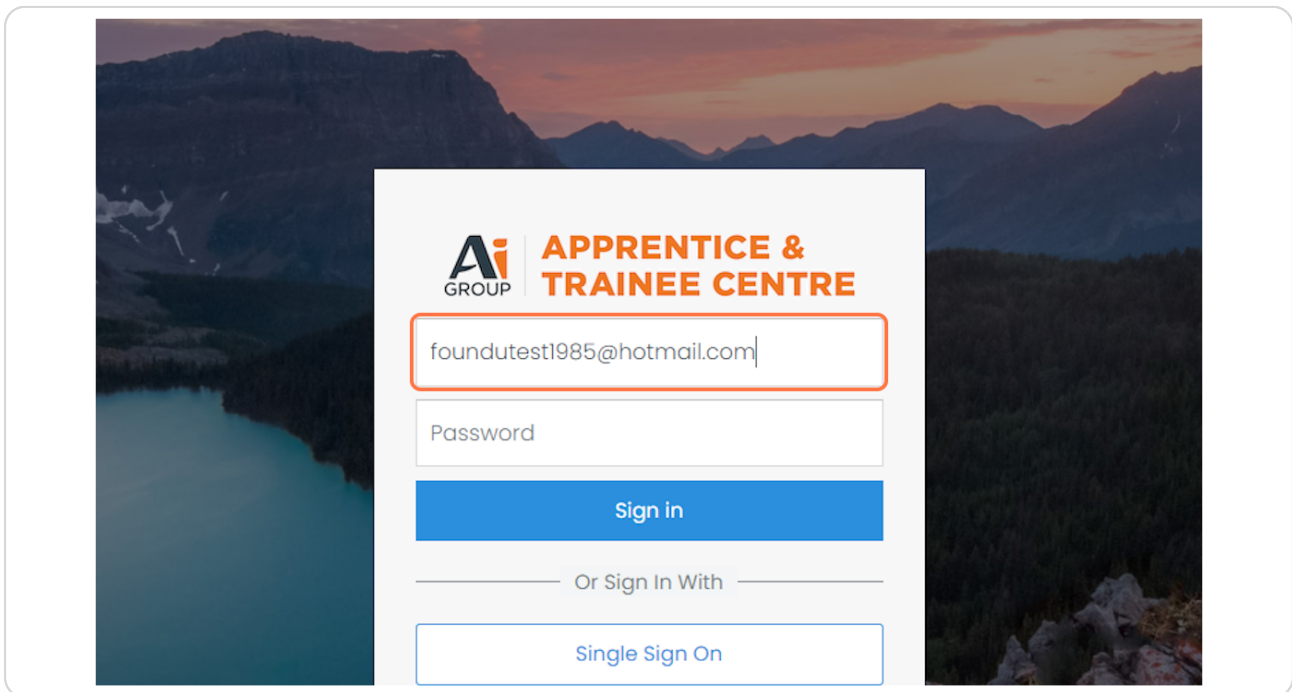 Ai
GROUP
APPRENTICE &
TRAINEE CENTRE
foundutest1985@hotmail.com
Password
Sign in
Or Sign In With
Single Sign On